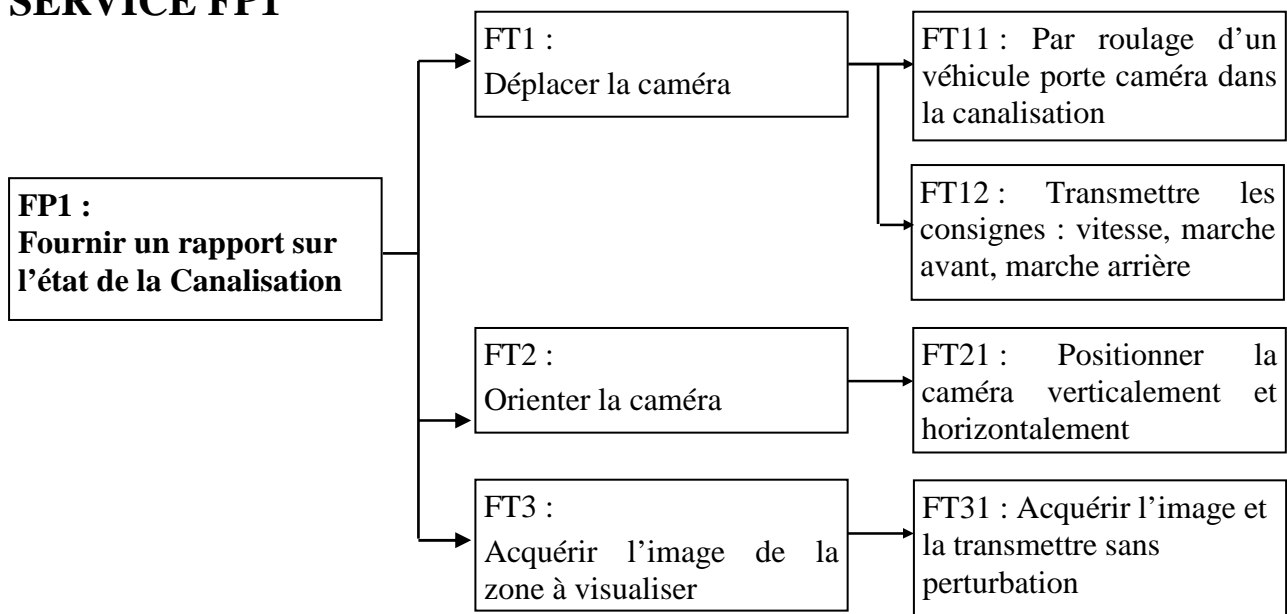 SERVICE FP1
FT1 :
Déplacer la caméra
FT11 : Par roulage d’un
véhicule porte caméra dans
la canalisation
FT12 : Transmettre les
consignes : vitesse, marche
avant, marche arrière
FP1 :
Fournir un rapport sur
l’état de la Canalisation
FT2 :
Orienter la caméra
FT21 : Positionner la
caméra verticalement et
horizontalement
FT3 :
Acquérir l’image de la
zone à visualiser
FT31 : Acquérir l’image et
la transmettre sans
perturbation